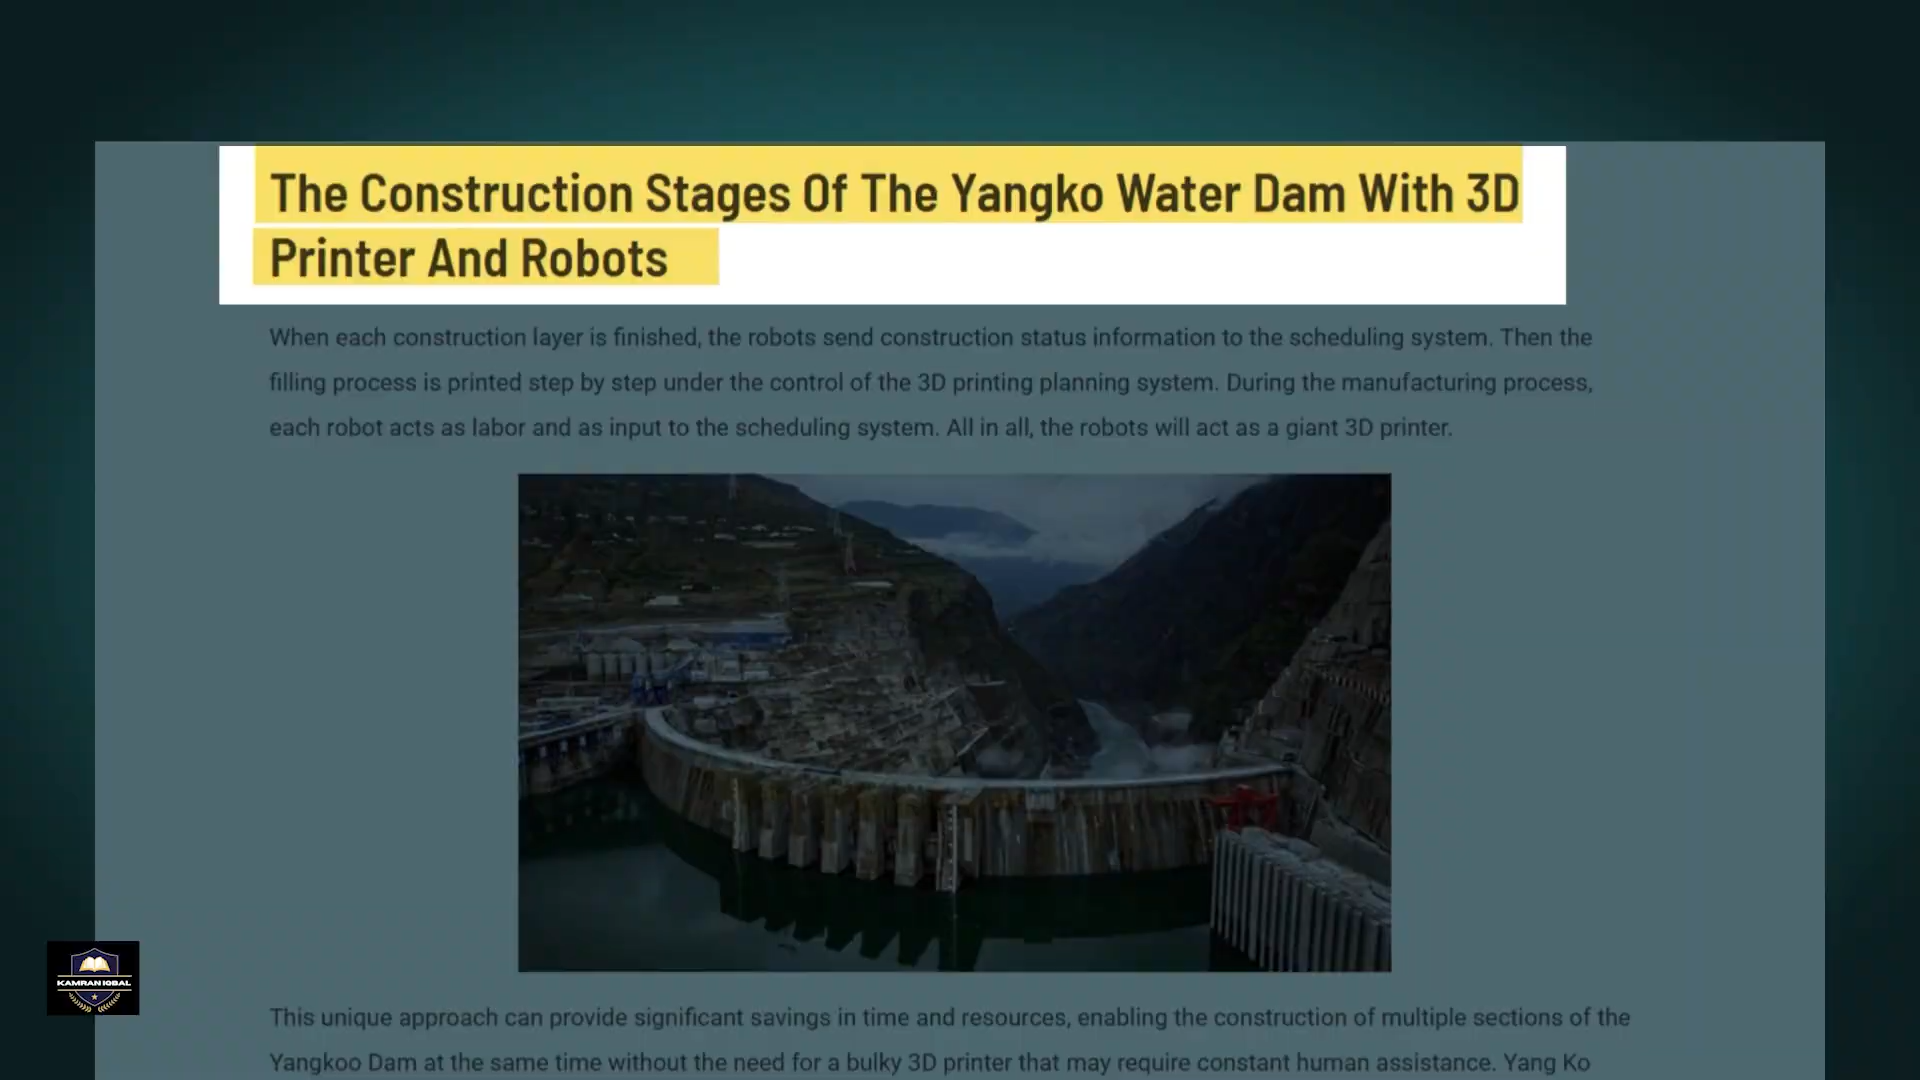 The Construction Stages Of The Yangko Water Dam With 3D
Printer And Robots
When each construction layer is finished, the robots send construction status information to the scheduling system. Then the
filling process is printed step by step under the control of the 3D printing planning system. During the manufacturing process,
each robot acts as labor and as input to the scheduling system. All in all, the robots will act as a giant 3D printer.
KAMRAN IQBAL
This unique approach can provide significant savings in time and resources, enabling the construction of multiple sections of the
Yangkoo Dam at the same time without the need for a bulky 3D printer that may require constant human assistance. Yang Ko